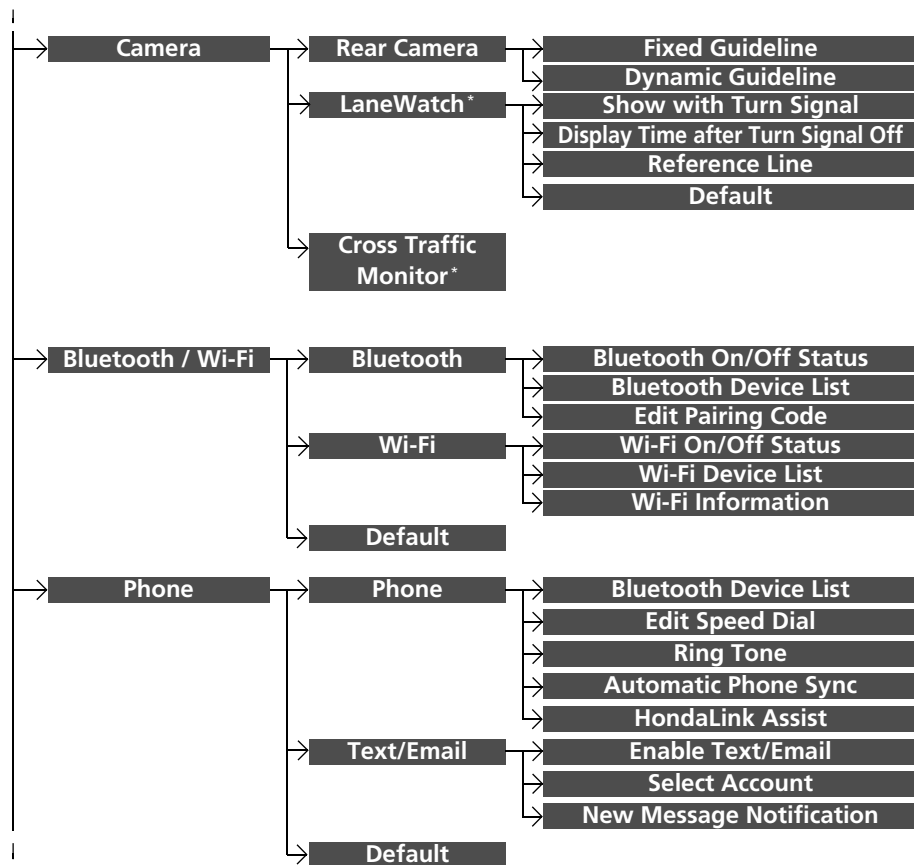 Camera
Rear Camera
Fixed Guideline
Dynamic Guideline
LaneWatch*
Show with Turn Signal
Display Time after Turn Signal Off
Reference Line
Default
Cross Traffic
Monitor*
Bluetooth / Wi-Fi
Bluetooth
Bluetooth On/Off Status
Bluetooth Device List
Edit Pairing Code
Wi-Fi
Wi-Fi On/Off Status
Wi-Fi Device List
Wi-Fi Information
Default
Phone
Phone
Bluetooth Device List
Edit Speed Dial
Ring Tone
Automatic Phone Sync
HondaLink Assist
Text/Email
Enable Text/Email
Select Account
New Message Notification
Default